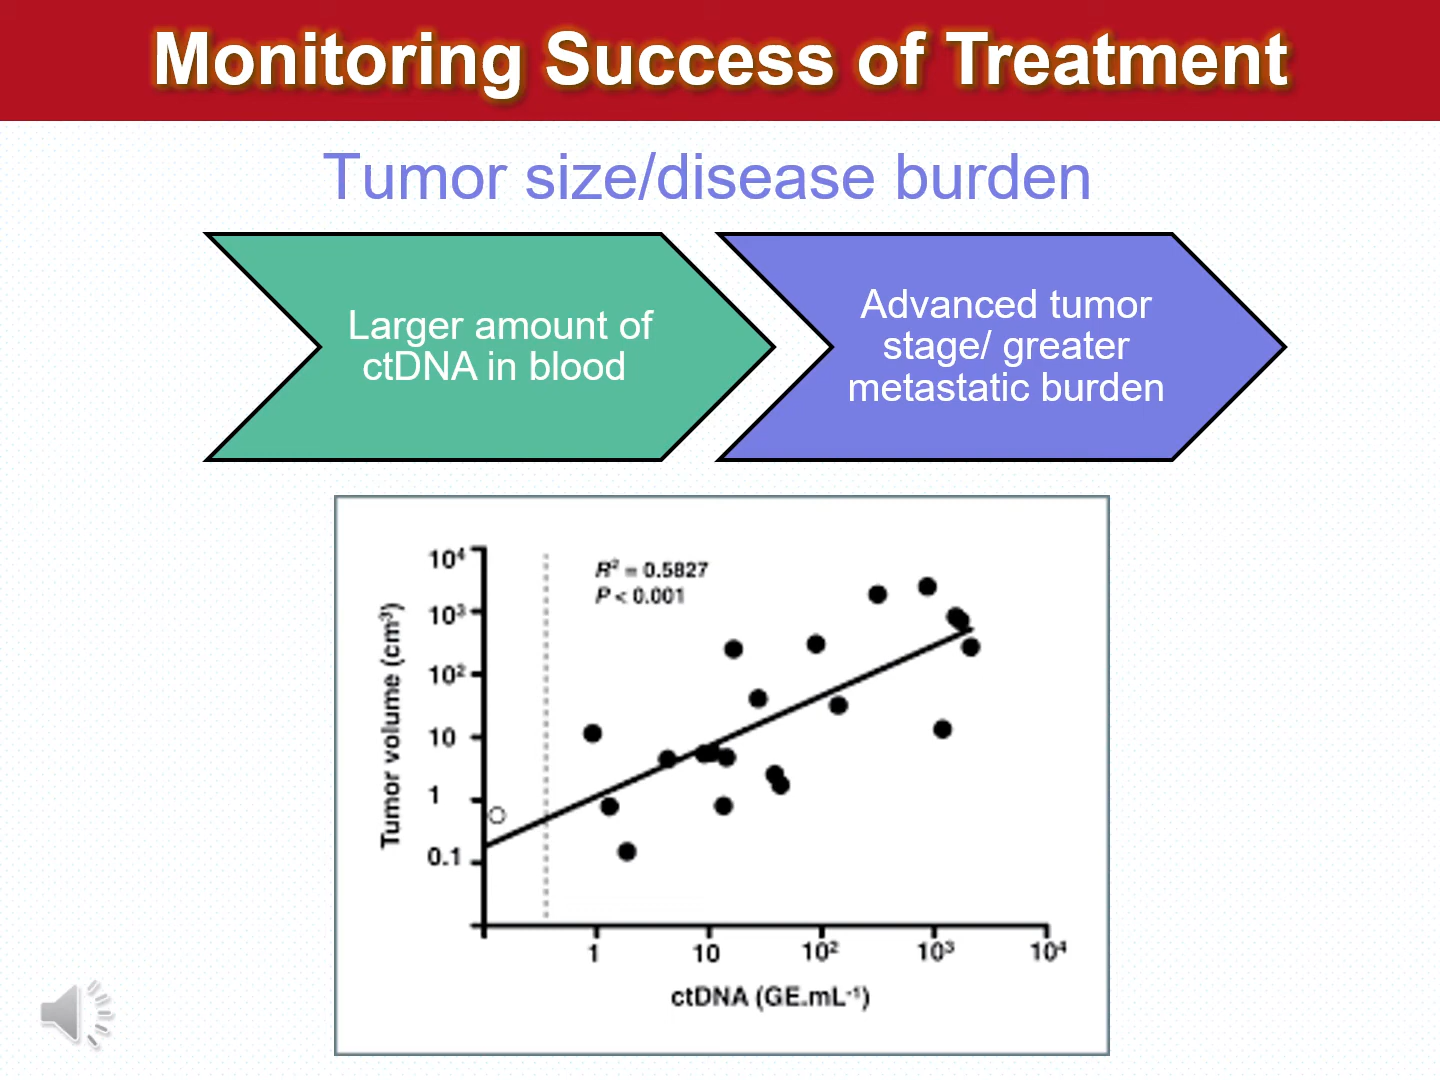 Monitoring Success of Treatment
Tumor size/disease burden
Larger amount of
ctDNA in blood
Advanced tumor
stage/ greater
metastatic burden
R² = 0.5827
P < 0.001
Tumor volume (cm³)
10⁴
10³
10²
10
1
0.1
1
10
10²
10³
10⁴
ctDNA (GE.mL⁻¹)